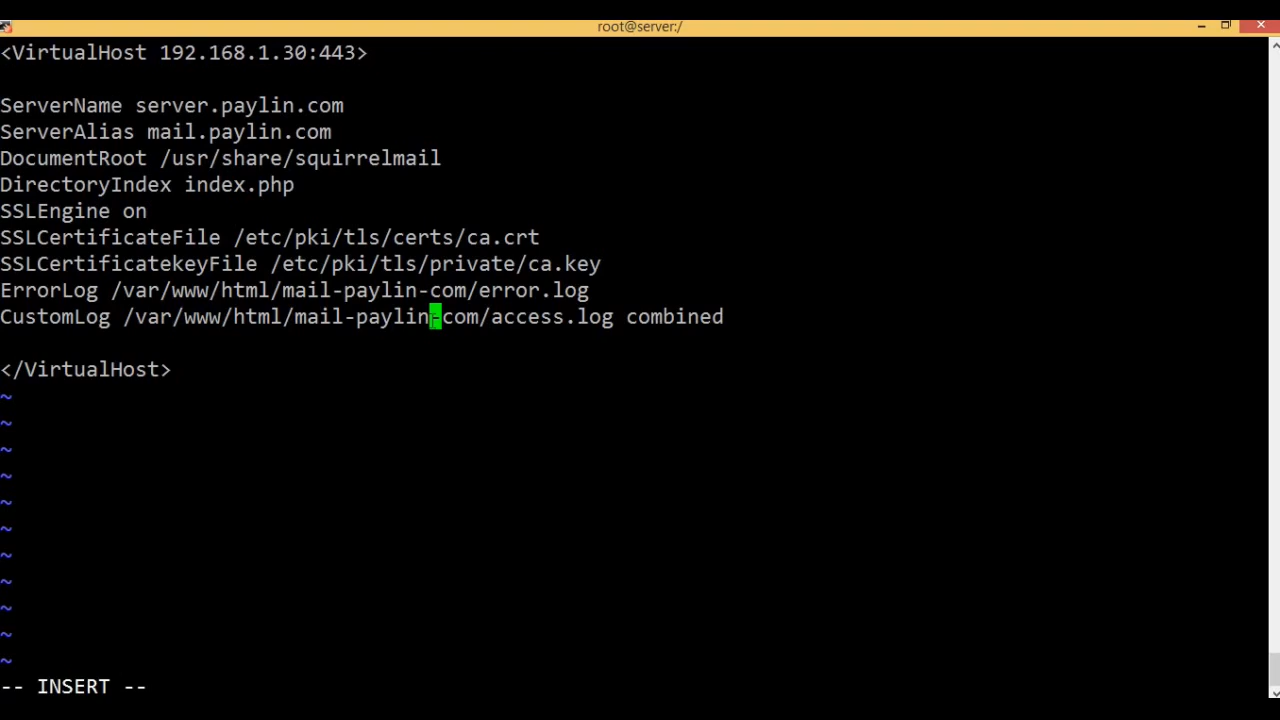 root@server:/
<VirtualHost 192.168.1.30:443>
ServerName server.paylin.com
ServerAlias mail.paylin.com
DocumentRoot /usr/share/squirrelmail
DirectoryIndex index.php
SSLEngine on
SSLCertificateFile /etc/pki/tls/certs/ca.crt
SSLCertificatekeyFile /etc/pki/tls/private/ca.key
ErrorLog /var/www/html/mail-paylin-com/error.log
CustomLog /var/www/html/mail-paylin-com/access.log combined
</VirtualHost>
~
~
~
~
~
~
~
~
~
~
~
-- INSERT --